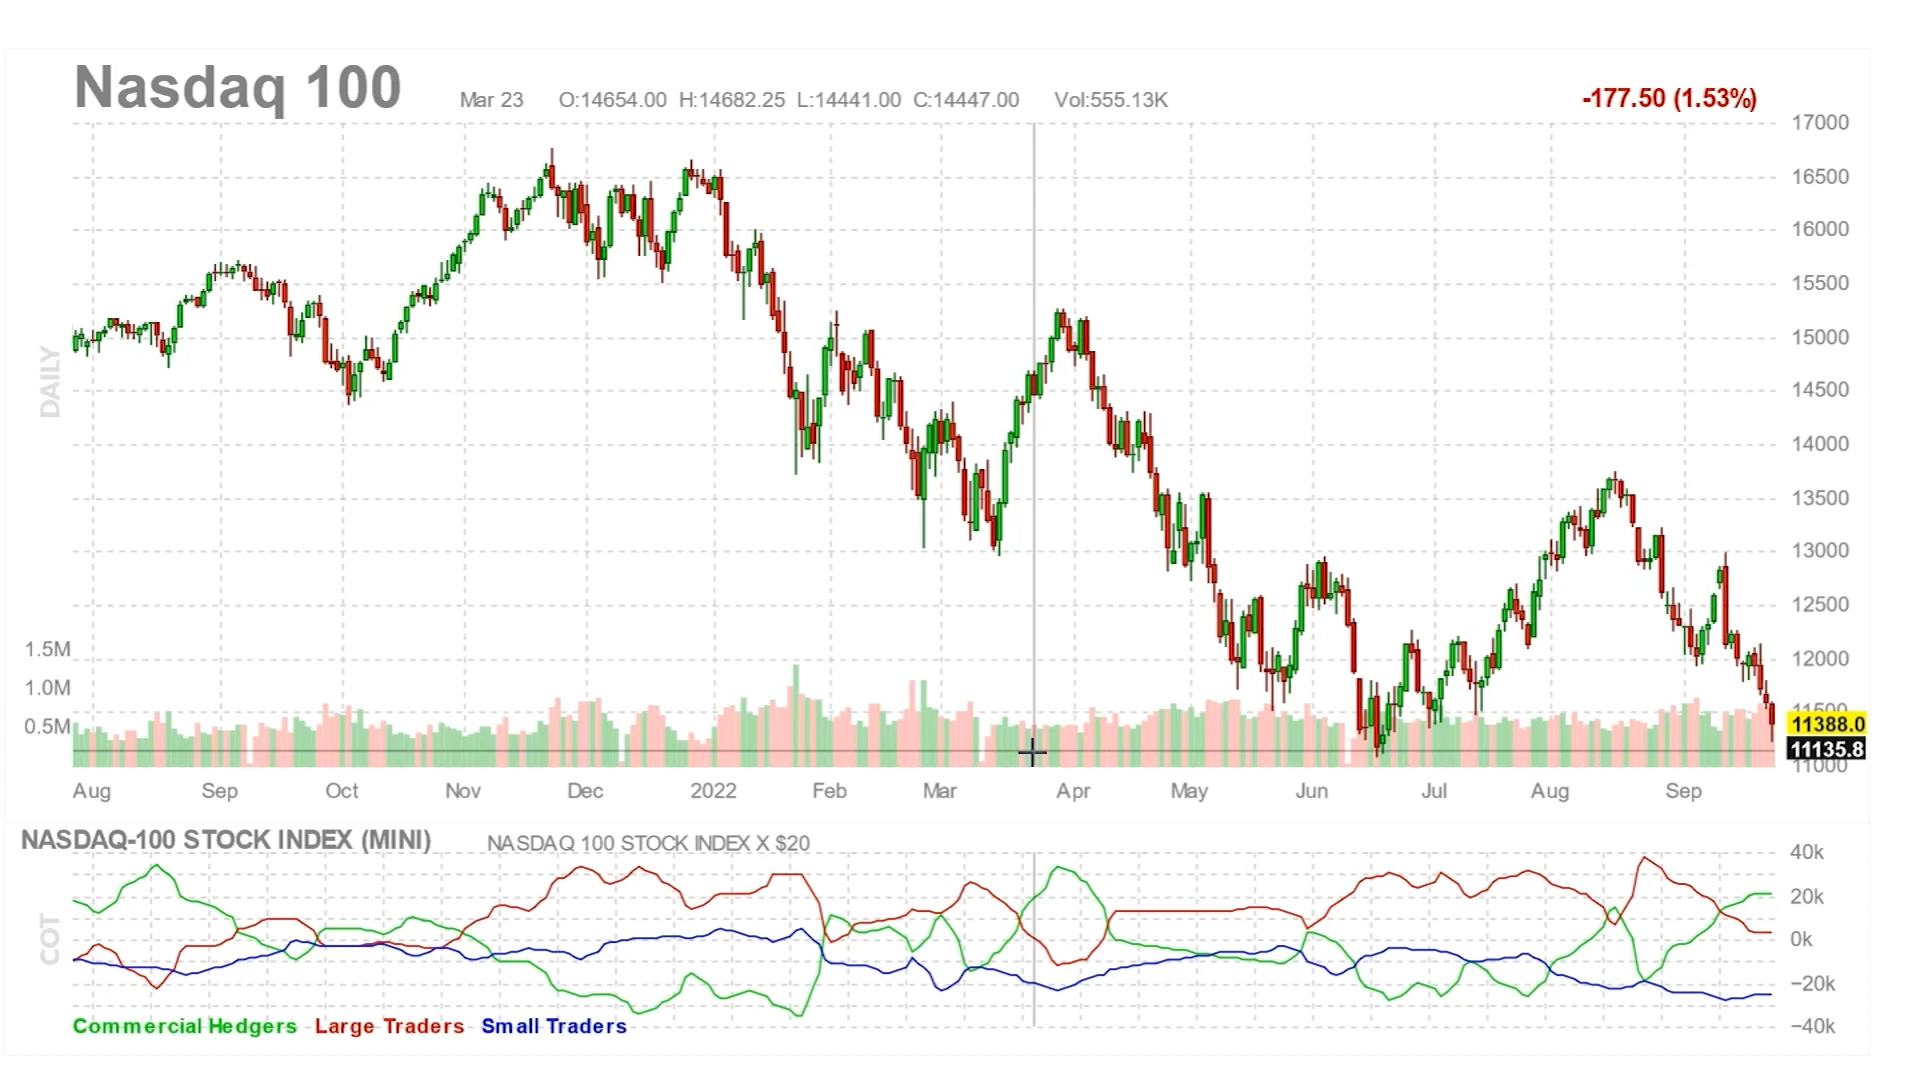 Nasdaq 100 Mar 23 O:14654.00 H:14682.25 L:14441.00 C:14447.00 Vol:555.13K -177.50 (1.53%)
17000
16500
16000
15500
15000
DAILY
14500
14000
13500
13000
12500
1.5M 12000
1.0M
11500
0.5M 11388.0
11135.8
11000
Aug Sep Oct Nov Dec 2022 Feb Mar Apr May Jun Jul Aug Sep
NASDAQ-100 STOCK INDEX (MINI) NASDAQ 100 STOCK INDEX X $20
40k
20k
COT 0k
−20k
Commercial Hedgers Large Traders Small Traders −40k